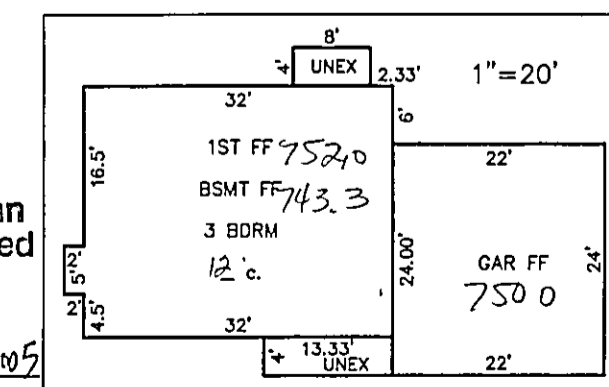 8'
4' UNEX 2.33' 1"=20'
32'
6'
1ST FF 752.0 22'
16.5'
BSMT FF 743.3
3 BDRM
2' 5' 12'c. 24.00' GAR FF 24'
750 0
2' 4.5'
32'
4' 13.33' UNEX 22'
ed